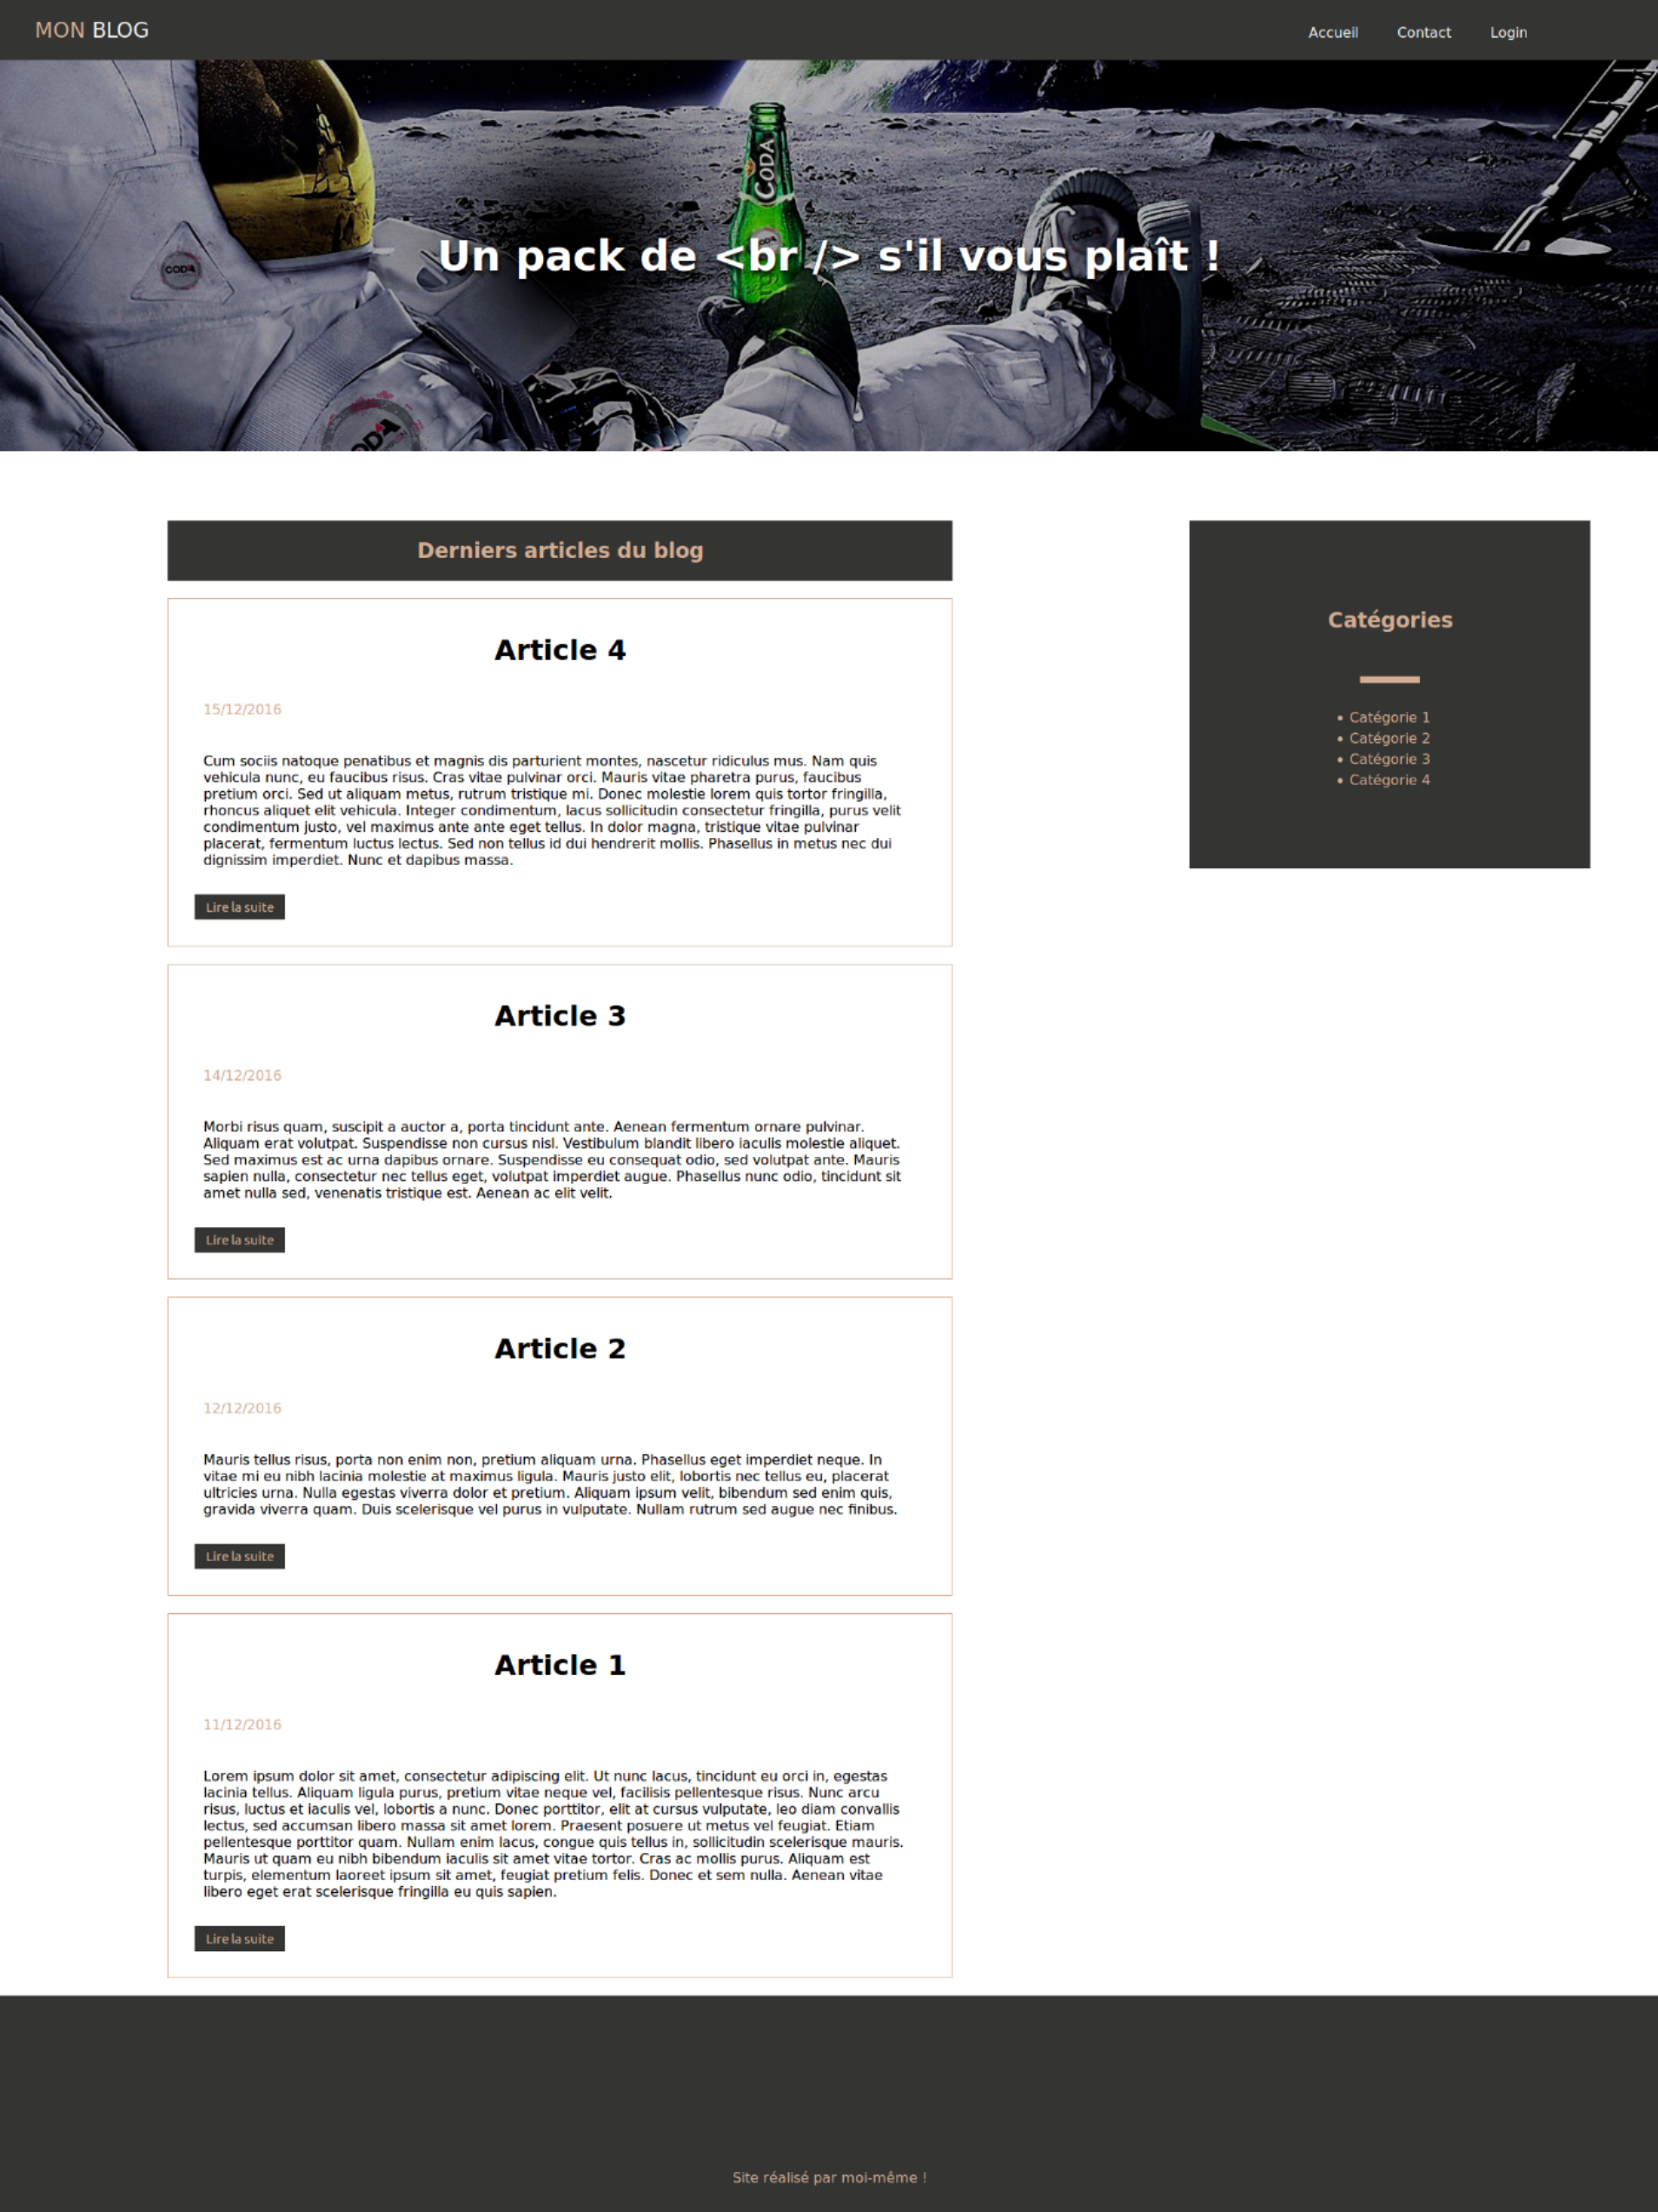 MON BLOG
Accueil
Contact
Login
CODA
CODA
Un pack de <br /> s'il vous plaît !
Derniers articles du blog
Article 4
15/12/2016
Cum sociis natoque penatibus et magnis dis parturient montes, nascetur ridiculus mus. Nam quis
vehicula nunc, eu faucibus risus. Cras vitae pulvinar orci. Mauris vitae pharetra purus, faucibus
pretium orci. Sed ut aliquam metus, rutrum tristique mi. Donec molestie lorem quis tortor fringilla,
rhoncus aliquet elit vehicula. Integer condimentum, lacus sollicitudin consectetur fringilla, purus velit
condimentum justo, vel maximus ante ante eget tellus. In dolor magna, tristique vitae pulvinar
placerat, fermentum luctus lectus. Sed non tellus id dui hendrerit mollis. Phasellus in metus nec dui
dignissim imperdiet. Nunc et dapibus massa.
Lire la suite
Article 3
14/12/2016
Morbi risus quam, suscipit a auctor a, porta tincidunt ante. Aenean fermentum ornare pulvinar.
Aliquam erat volutpat. Suspendisse non cursus nisl. Vestibulum blandit libero iaculis molestie aliquet.
Sed maximus est ac urna dapibus ornare. Suspendisse eu consequat odio, sed volutpat ante. Mauris
sapien nulla, consectetur nec tellus eget, volutpat imperdiet augue. Phasellus nunc odio, tincidunt sit
amet nulla sed, venenatis tristique est. Aenean ac elit velit.
Lire la suite
Article 2
12/12/2016
Mauris tellus risus, porta non enim non, pretium aliquam urna. Phasellus eget imperdiet neque. In
vitae mi eu nibh lacinia molestie at maximus ligula. Mauris justo elit, lobortis nec tellus eu, placerat
ultricies urna. Nulla egestas viverra dolor et pretium. Aliquam ipsum velit, bibendum sed enim quis,
gravida viverra quam. Duis scelerisque vel purus in vulputate. Nullam rutrum sed augue nec finibus.
Lire la suite
Article 1
11/12/2016
Lorem ipsum dolor sit amet, consectetur adipiscing elit. Ut nunc lacus, tincidunt eu orci in, egestas
lacinia tellus. Aliquam ligula purus, pretium vitae neque vel, facilisis pellentesque risus. Nunc arcu
risus, luctus et iaculis vel, lobortis a nunc. Donec porttitor, elit at cursus vulputate, leo diam convallis
lectus, sed accumsan libero massa sit amet lorem. Praesent posuere ut metus vel feugiat. Etiam
pellentesque porttitor quam. Nullam enim lacus, congue quis tellus in, sollicitudin scelerisque mauris.
Mauris ut quam eu nibh bibendum iaculis sit amet vitae tortor. Cras ac mollis purus. Aliquam est
turpis, elementum laoreet ipsum sit amet, feugiat pretium felis. Donec et sem nulla. Aenean vitae
libero eget erat scelerisque fringilla eu quis sapien.
Lire la suite
Catégories
• Catégorie 1
• Catégorie 2
• Catégorie 3
• Catégorie 4
Site réalisé par moi-même !